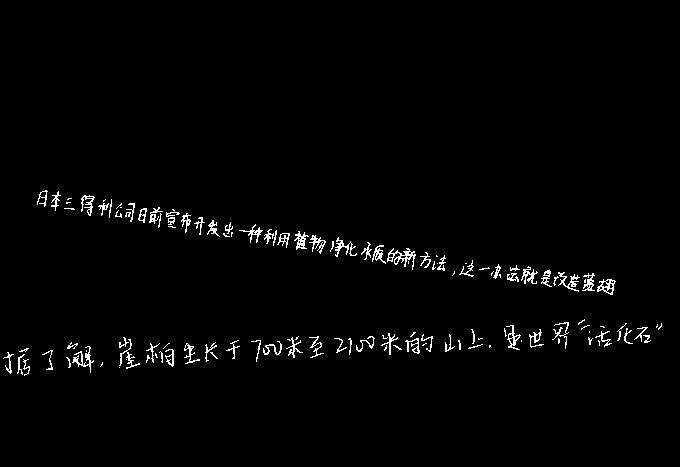 日本三得利公司日前宣布开发出一种利用植物净化水质的新方法,这一办法就是改造蓝翅
据了解,崖柏生长于700米至2100米的山上,是世界“活化石”